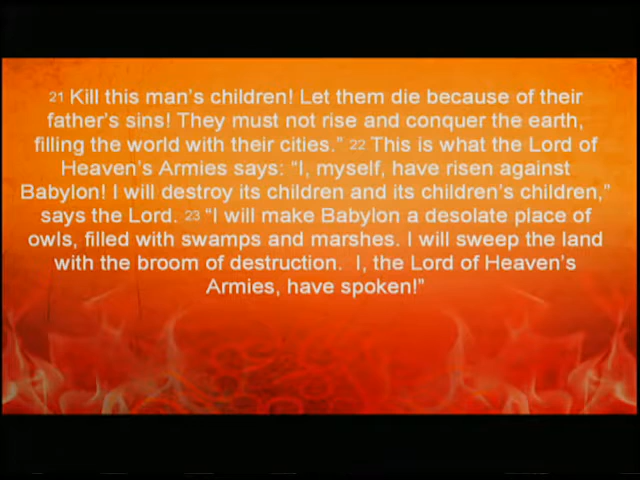 21 Kill this man's children! Let them die because of their
father's sins! They must not rise and conquer the earth,
filling the world with their cities.” 22 This is what the Lord of
Heaven's Armies says: “I, myself, have risen against
Babylon! I will destroy its children and its children's children,”
says the Lord. 23 “I will make Babylon a desolate place of
owls, filled with swamps and marshes. I will sweep the land
with the broom of destruction.  I, the Lord of Heaven's
Armies, have spoken!”